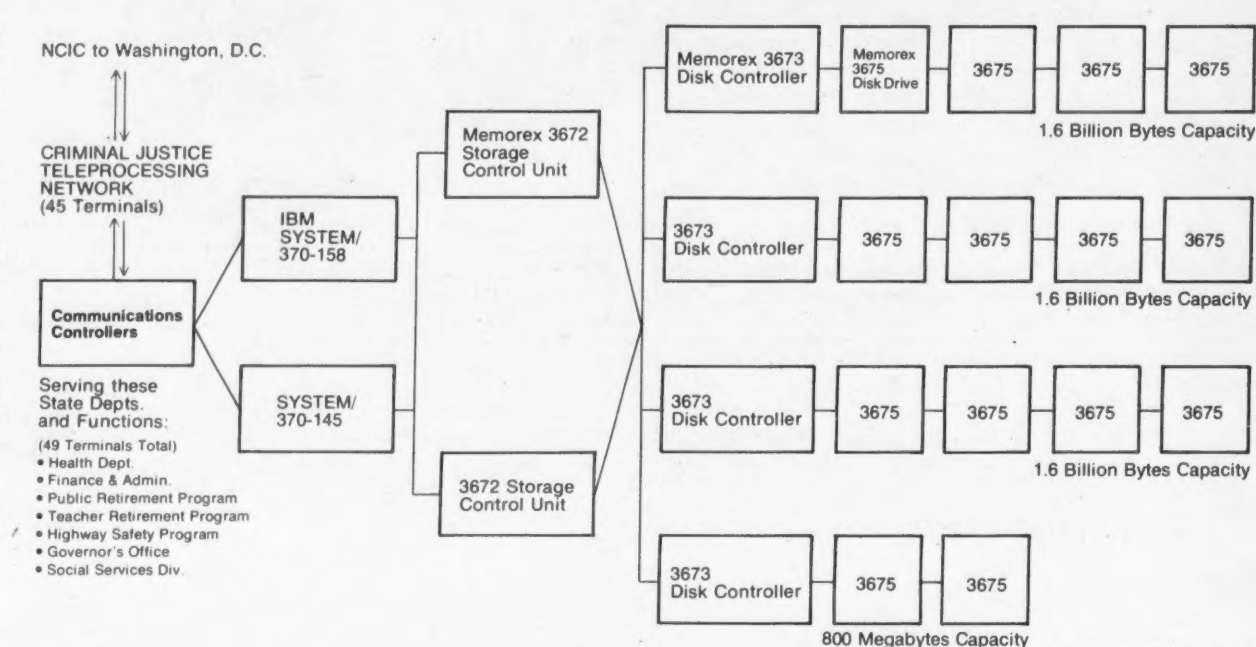 NCIC to Washington, D.C.
CRIMINAL JUSTICE
TELEPROCESSING
NETWORK
(45 Terminals)
Communications
Controllers
Serving these
State Depts.
and Functions:
(49 Terminals Total)
• Health Dept.
• Finance & Admin.
• Public Retirement Program
• Teacher Retirement Program
• Highway Safety Program
• Governor's Office
• Social Services Div.
IBM
SYSTEM/
370-158
SYSTEM/
370-145
Memorex 3672
Storage
Control Unit
3672 Storage
Control Unit
Memorex 3673
Disk Controller
Memorex
3675
Disk Drive
3675
3675
3675
1.6 Billion Bytes Capacity
3673
Disk Controller
3675
3675
3675
3675
1.6 Billion Bytes Capacity
3673
Disk Controller
3675
3675
3675
3675
1.6 Billion Bytes Capacity
3673
Disk Controller
3675
3675
800 Megabytes Capacity